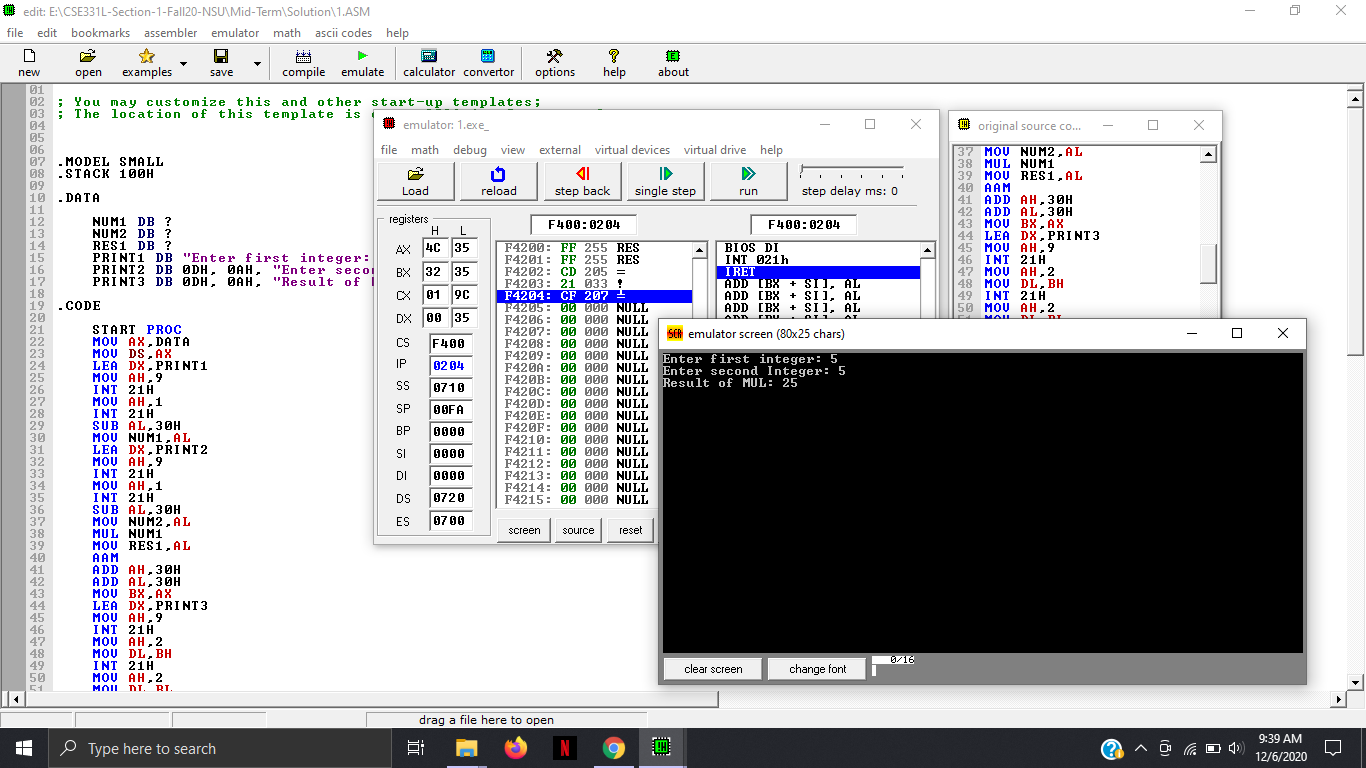 edit: E:\CSE331L-Section-1-Fall20-NSU\Mid-Term\Solution\1.ASM
file edit bookmarks assembler emulator math ascii codes help
new open examples save compile emulate calculator convertor options help about
01
02 ; You may customize this and other start-up templates;
03 ; The location of this template is
04
05
06
07 .MODEL SMALL
08 .STACK 100H
09
10 .DATA
11
12 NUM1 DB ?
13 NUM2 DB ?
14 RES1 DB ?
15 PRINT1 DB "Enter first integer:
16 PRINT2 DB 0DH, 0AH, "Enter seco
17 PRINT3 DB 0DH, 0AH, "Result of
18
19 .CODE
20
21 START PROC
22 MOV AX,DATA
23 MOV DS,AX
24 LEA DX,PRINT1
25 MOV AH,9
26 INT 21H
27 MOV AH,1
28 INT 21H
29 SUB AL,30H
30 MOV NUM1,AL
31 LEA DX,PRINT2
32 MOV AH,9
33 INT 21H
34 MOV AH,1
35 INT 21H
36 SUB AL,30H
37 MOV NUM2,AL
38 MUL NUM1
39 MOV RES1,AL
40 AAM
41 ADD AH,30H
42 ADD AL,30H
43 MOV BX,AX
44 LEA DX,PRINT3
45 MOV AH,9
46 INT 21H
47 MOV AH,2
48 MOV DL,BH
49 INT 21H
50 MOV AH,2
51 MOV DL,BL
drag a file here to open
emulator: 1.exe_
file math debug view external virtual devices virtual drive help
Load reload step back single step run step delay ms: 0
registers
H L
AX 4C 35
BX 32 35
CX 01 9C
DX 00 35
CS F400
IP 0204
SS 0710
SP 00FA
BP 0000
SI 0000
DI 0000
DS 0720
ES 0700
F400:0204 F400:0204
F4200: FF 255 RES
F4201: FF 255 RES
F4202: CD 205 =
F4203: 21 033 !
F4204: CF 207
F4205: 00 000 NULL
F4206: 00 000 NULL
F4207: 00 000 NULL
F4208: 00 000 NULL
F4209: 00 000 NULL
F420A: 00 000 NULL
F420B: 00 000 NULL
F420C: 00 000 NULL
F420D: 00 000 NULL
F420E: 00 000 NULL
F420F: 00 000 NULL
F4210: 00 000 NULL
F4211: 00 000 NULL
F4212: 00 000 NULL
F4213: 00 000 NULL
F4214: 00 000 NULL
F4215: 00 000 NULL
BIOS DI
INT 021h
IRET
ADD [BX + SI], AL
ADD [BX + SI], AL
ADD [BX + SI], AL
ADD [BX + SI], AL
screen source reset
original source co...
37 MOV NUM2,AL
38 MUL NUM1
39 MOV RES1,AL
40 AAM
41 ADD AH,30H
42 ADD AL,30H
43 MOV BX,AX
44 LEA DX,PRINT3
45 MOV AH,9
46 INT 21H
47 MOV AH,2
48 MOV DL,BH
49 INT 21H
50 MOV AH,2
51 MOV DL,BL
SCR emulator screen (80x25 chars)
Enter first integer: 5
Enter second Integer: 5
Result of MUL: 25
clear screen change font 0/16
Type here to search
9:39 AM
12/6/2020